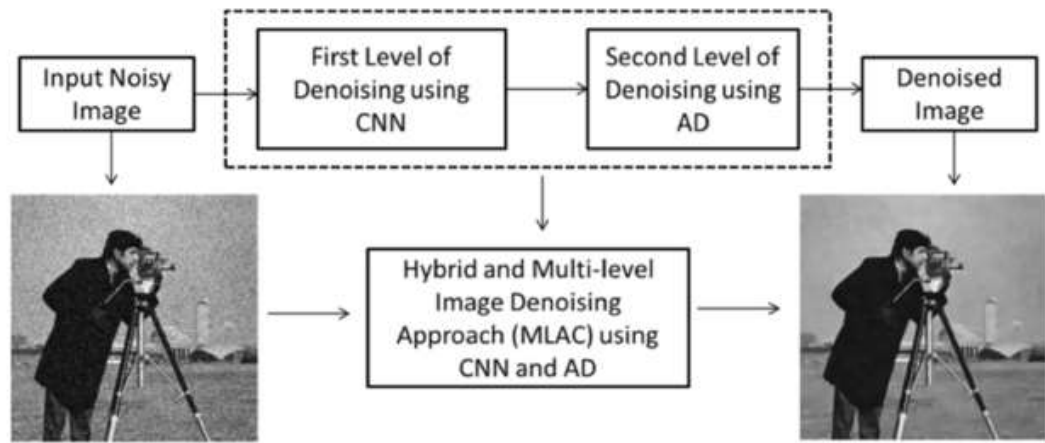 Input Noisy
Image
First Level of
Denoising using
CNN
Second Level of
Denoising using
AD
Denoised
Image
Hybrid and Multi-level
Image Denoising
Approach (MLAC) using
CNN and AD